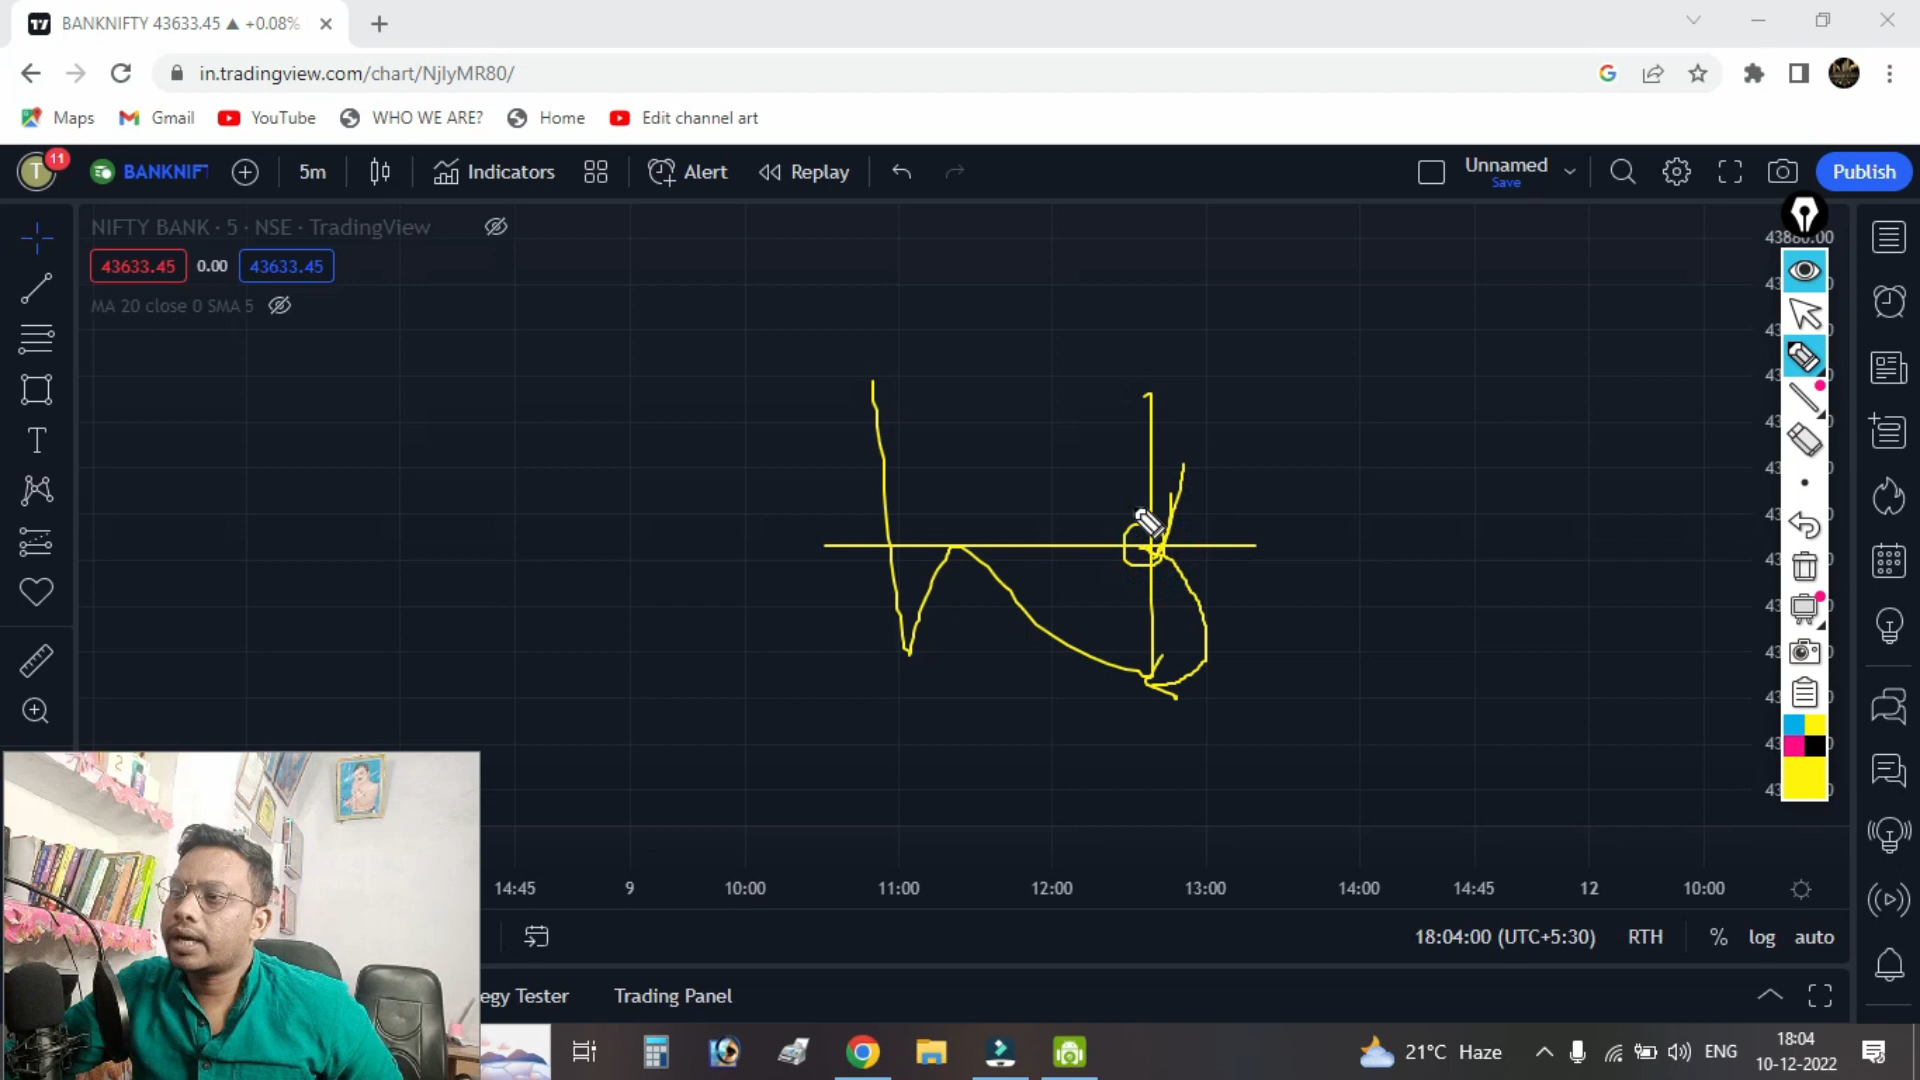 BANKNIFTY 43633.45 ▲ +0.08%
in.tradingview.com/chart/NjlyMR80/
Maps Gmail YouTube WHO WE ARE? Home Edit channel art
T 11 BANKNIFT 5m Indicators Alert Replay Unnamed Save Publish
NIFTY BANK · 5 · NSE · TradingView
43633.45 0.00 43633.45
MA 20 close 0 SMA 5
14:45 9 10:00 11:00 12:00 13:00 14:00 14:45 12 10:00
18:04:00 (UTC+5:30) RTH % log auto
egy Tester Trading Panel
21°C Haze ENG 18:04
10-12-2022